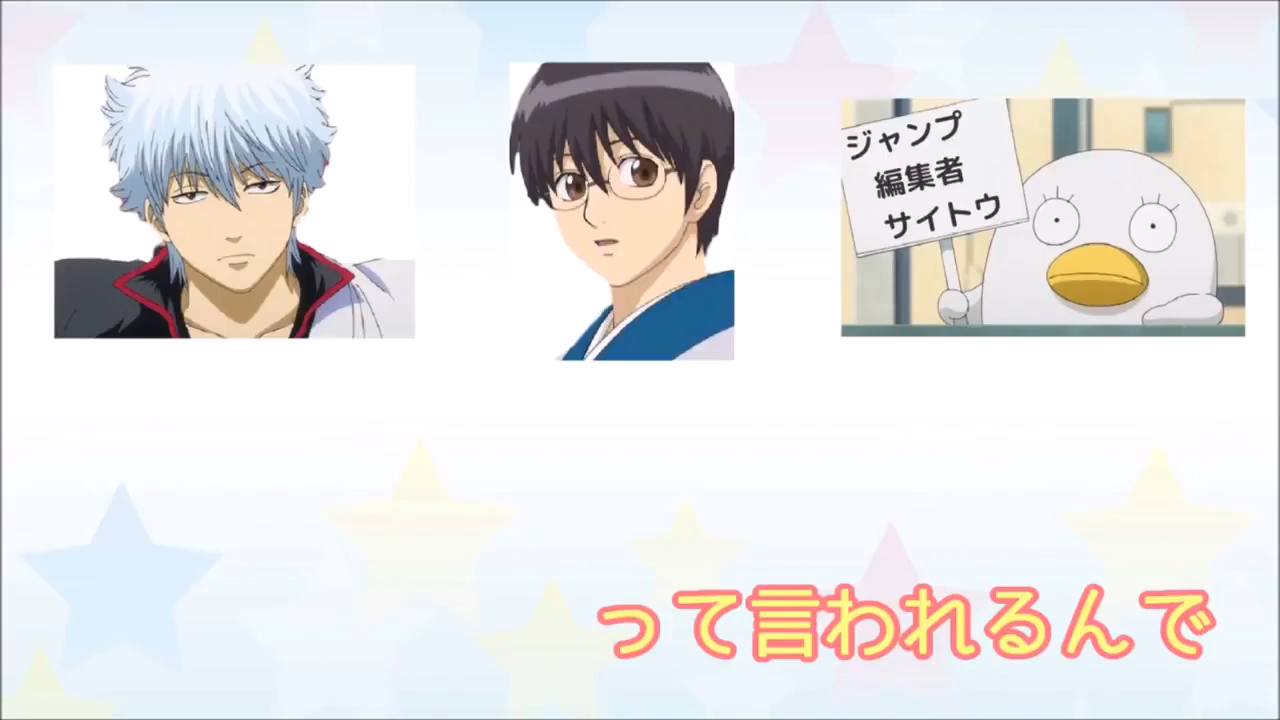 ジャンプ
編集者
サイトウ
って言われるんで